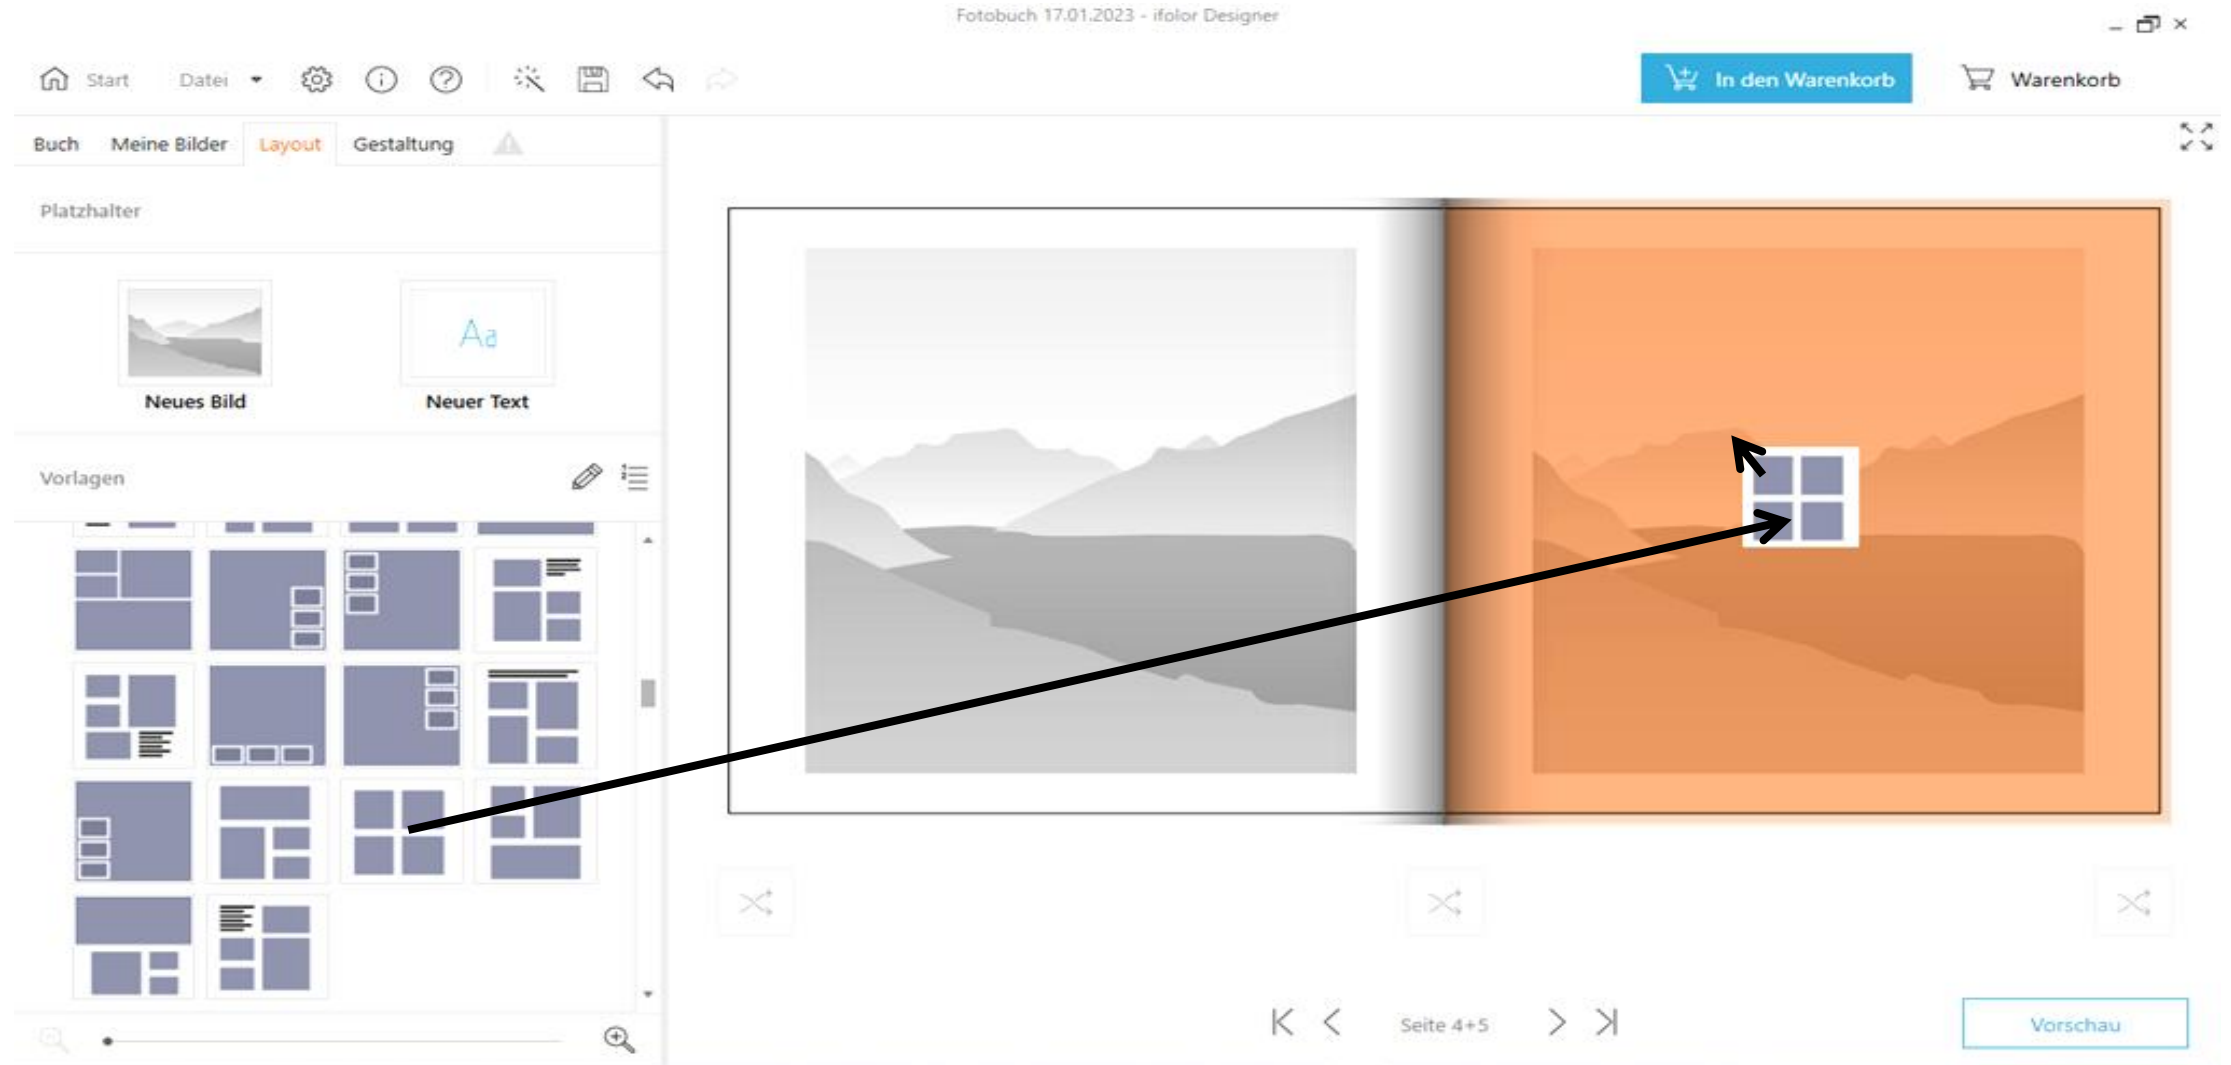 Fotobuch 17.01.2023 - ifolor Designer
Start Datei In den Warenkorb Warenkorb
Buch Meine Bilder Layout Gestaltung
Platzhalter
Aa
Neues Bild Neuer Text
Vorlagen
Seite 4+5
Vorschau